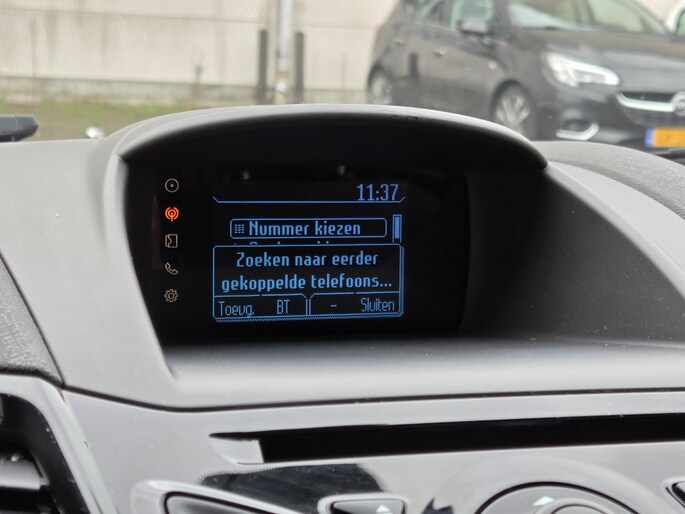 11:37
Nummer kiezen
Zoeken naar eerder
gekoppelde telefoons...
Toevg. BT - Sluiten